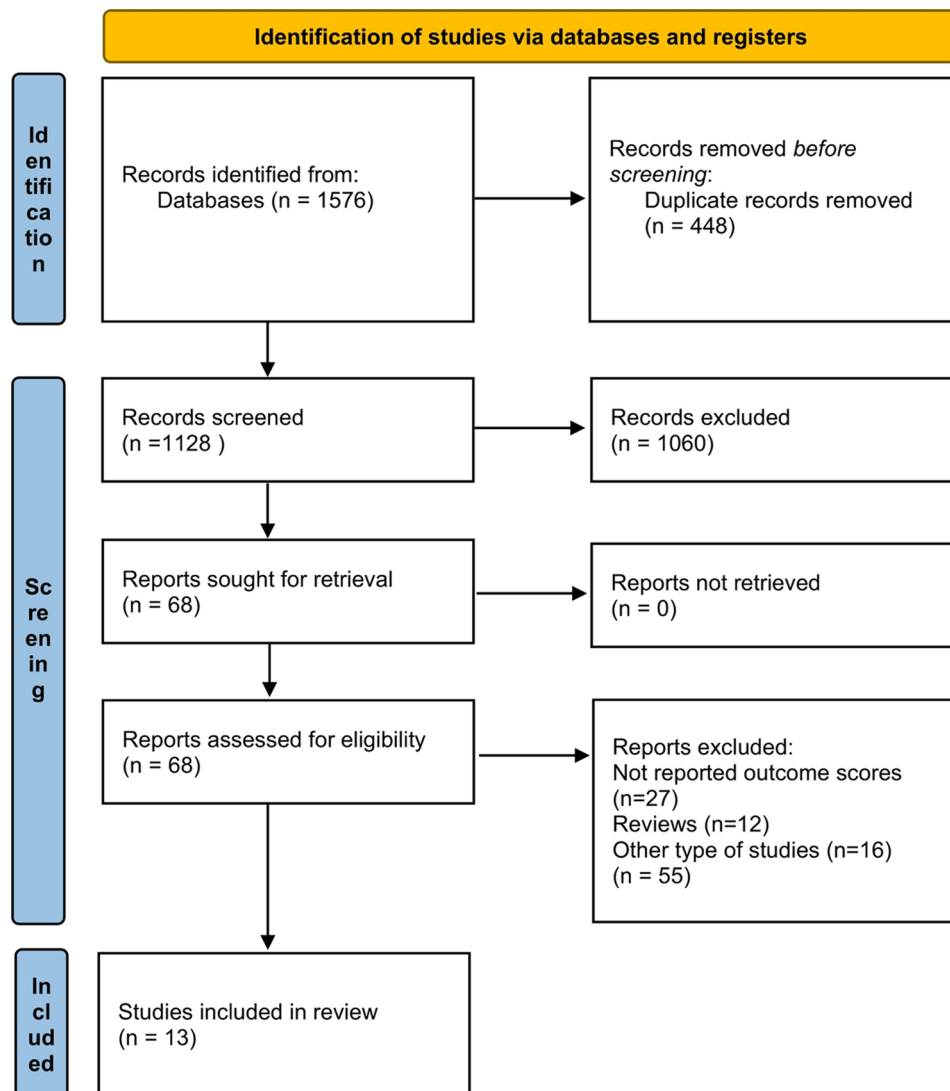 Identification of studies via databases and registers
Id
en
tifi
ca
tio
n
Records identified from:
Databases (n = 1576)
Records removed before
screening:
Duplicate records removed
(n = 448)
Sc
re
en
in
g
Records screened
(n =1128 )
Records excluded
(n = 1060)
Reports sought for retrieval
(n = 68)
Reports not retrieved
(n = 0)
Reports assessed for eligibility
(n = 68)
Reports excluded:
Not reported outcome scores
(n=27)
Reviews (n=12)
Other type of studies (n=16)
(n = 55)
In
cl
ud
ed
Studies included in review
(n = 13)